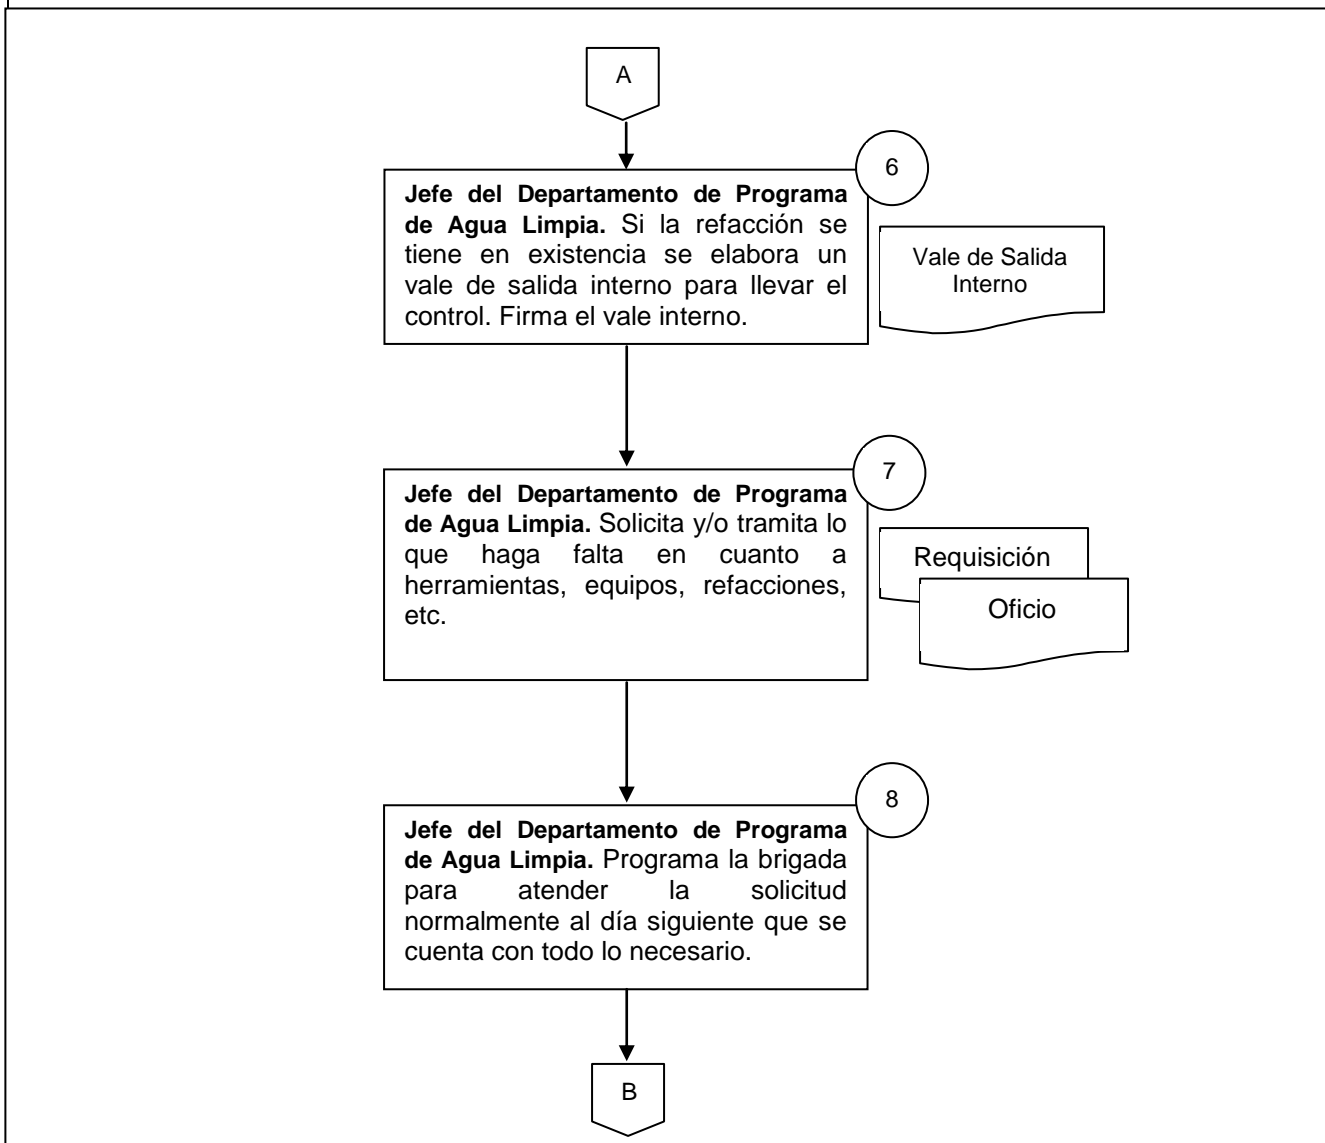 A
6
Jefe del Departamento de Programa
de Agua Limpia. Si la refacción se
tiene en existencia se elabora un
vale de salida interno para llevar el
control. Firma el vale interno.
Vale de Salida
Interno
7
Jefe del Departamento de Programa
de Agua Limpia. Solicita y/o tramita lo
que haga falta en cuanto a
herramientas, equipos, refacciones,
etc.
Requisición
Oficio
8
Jefe del Departamento de Programa
de Agua Limpia. Programa la brigada
para atender la solicitud
normalmente al día siguiente que se
cuenta con todo lo necesario.
B